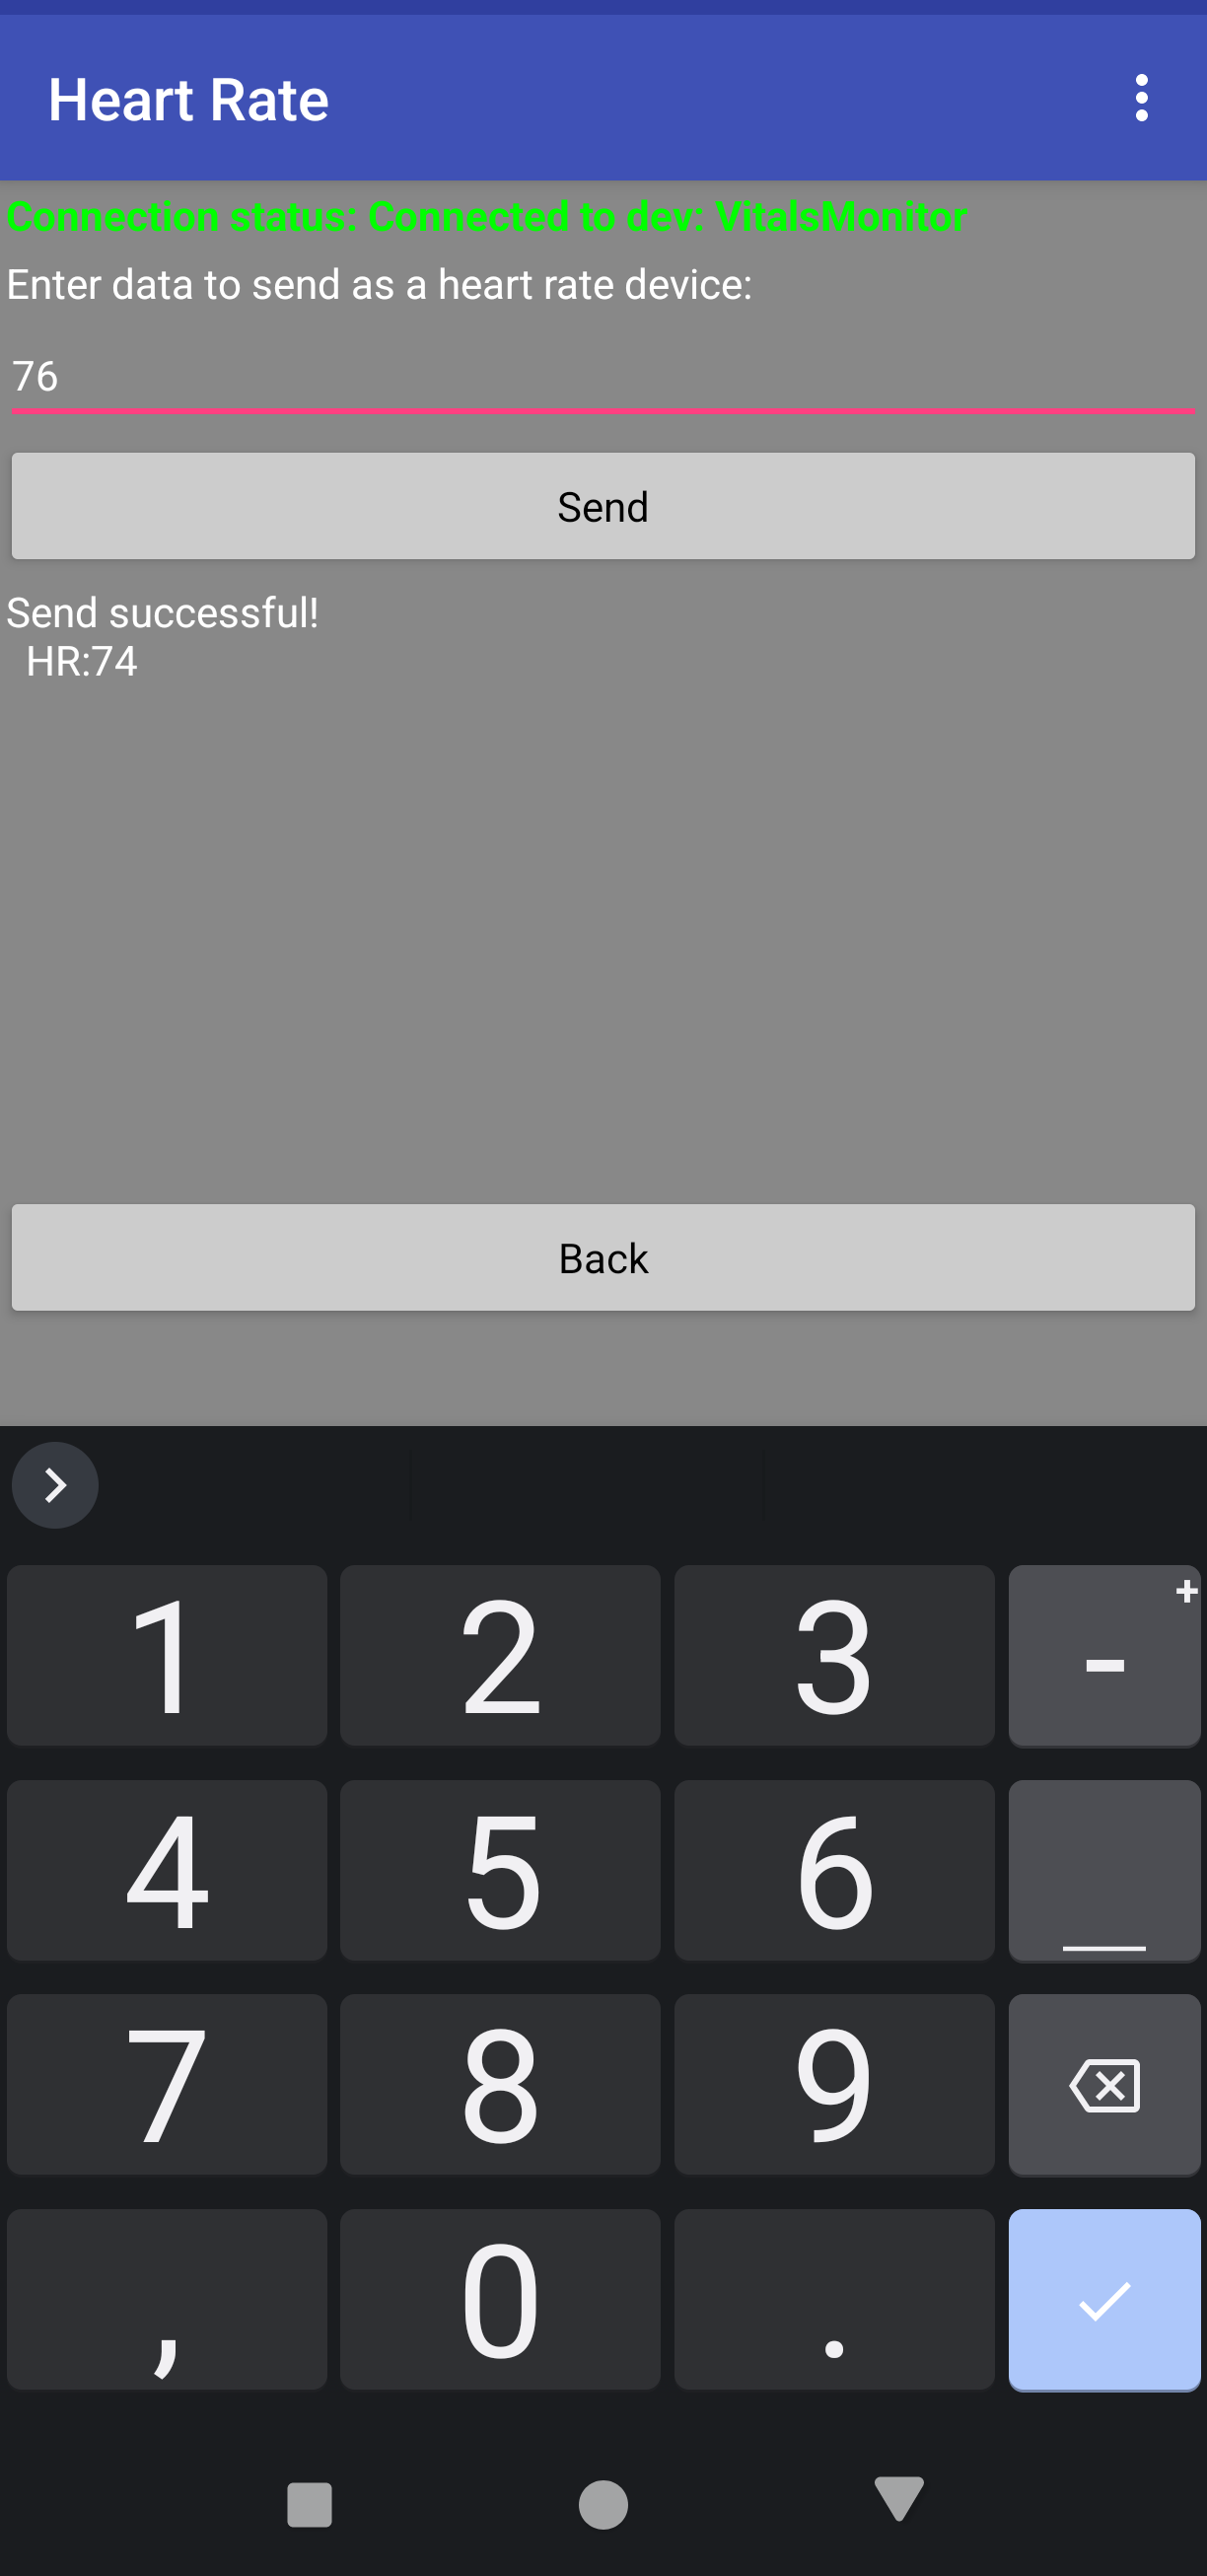 Heart Rate
Connection status: Connected to dev: VitalsMonitor
Enter data to send as a heart rate device:
76
Send
Send successful!
HR:74
Back
1 2 3 - +
4 5 6 _
7 8 9
, 0 .